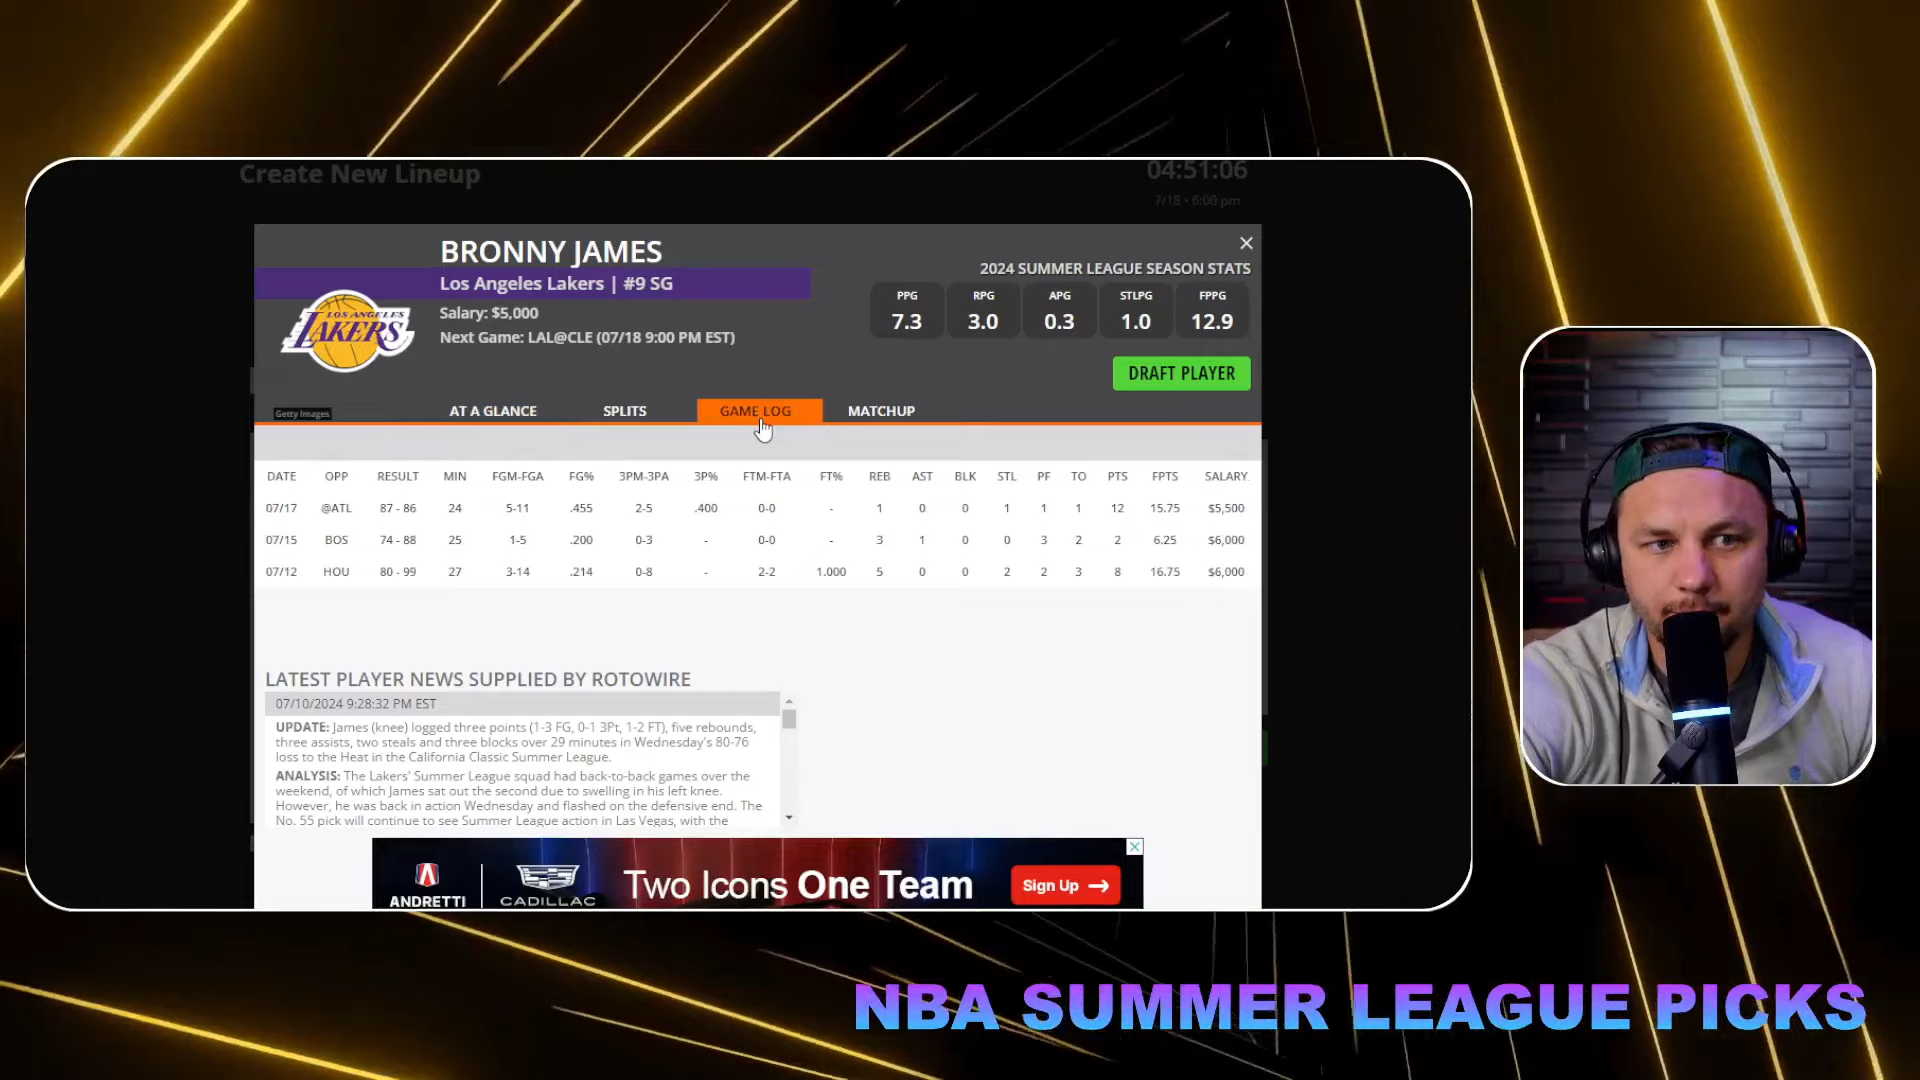 Create New Lineup
04:51:06
7/18 • 6:00 pm
BRONNY JAMES
Los Angeles Lakers | #9 SG
Salary: $5,000
Next Game: LAL@CLE (07/18 9:00 PM EST)
LOS ANGELES
LAKERS
Getty Images
2024 SUMMER LEAGUE SEASON STATS
PPG RPG APG STLPG FPPG
7.3 3.0 0.3 1.0 12.9
DRAFT PLAYER
AT A GLANCE SPLITS GAME LOG MATCHUP
DATE OPP RESULT MIN FGM-FGA FG% 3PM-3PA 3P% FTM-FTA FT% REB AST BLK STL PF TO PTS FPTS SALARY
07/17 @ATL 87 - 86 24 5-11 .455 2-5 .400 0-0 - 1 0 0 1 1 1 12 15.75 $5,500
07/15 BOS 74 - 88 25 1-5 .200 0-3 - 0-0 - 3 1 0 0 3 2 2 6.25 $6,000
07/12 HOU 80 - 99 27 3-14 .214 0-8 - 2-2 1.000 5 0 0 2 2 3 8 16.75 $6,000
LATEST PLAYER NEWS SUPPLIED BY ROTOWIRE
07/10/2024 9:28:32 PM EST
UPDATE: James (knee) logged three points (1-3 FG, 0-1 3Pt, 1-2 FT), five rebounds,
three assists, two steals and three blocks over 29 minutes in Wednesday's 80-76
loss to the Heat in the California Classic Summer League.
ANALYSIS: The Lakers' Summer League squad had back-to-back games over the
weekend, of which James sat out the second due to swelling in his left knee.
However, he was back in action Wednesday and flashed on the defensive end. The
No. 55 pick will continue to see Summer League action in Las Vegas, with the
ANDRETTI
CADILLAC
Two Icons One Team
Sign Up →
NBA SUMMER LEAGUE PICKS